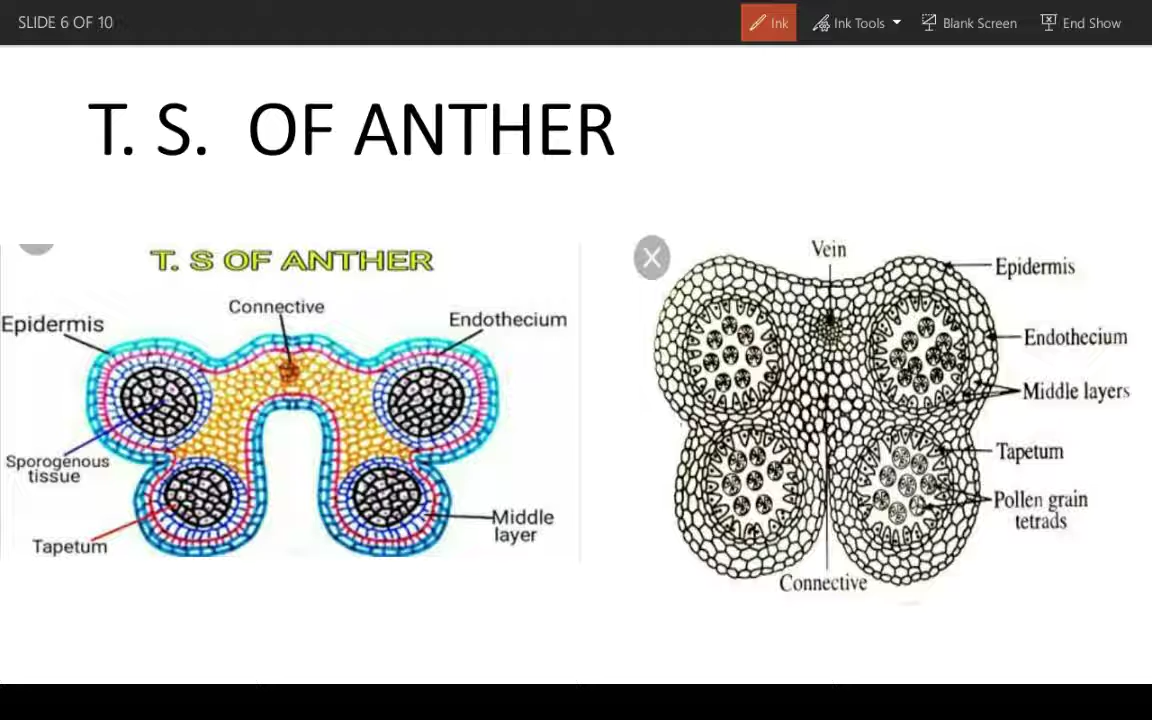 SLIDE 6 OF 10
Ink
Ink Tools
Blank Screen
End Show
T. S. OF ANTHER
T. S OF ANTHER
Connective
Epidermis
Endothecium
Sporogenous
tissue
Tapetum
Middle
layer
Vein
Epidermis
Endothecium
Middle layers
Tapetum
Pollen grain
tetrads
Connective